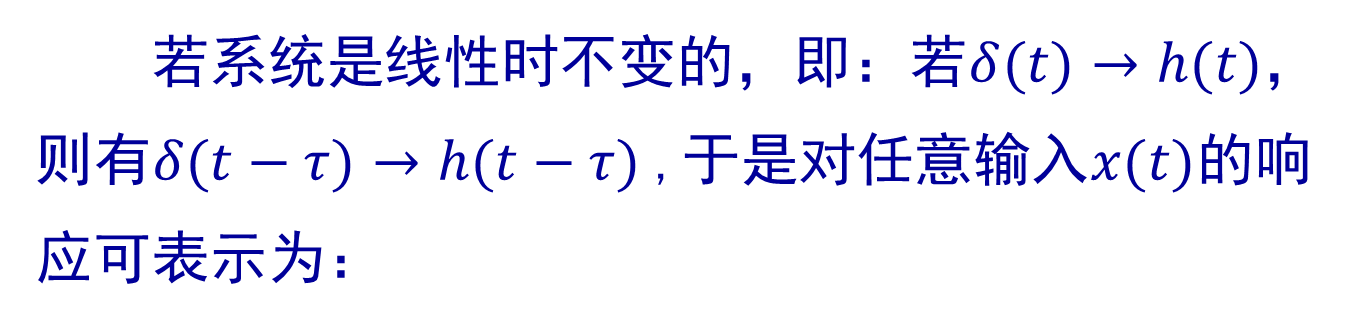 若系统是线性时不变的，即：若δ(t) → h(t)，
则有δ(t − τ) → h(t − τ) , 于是对任意输入x(t)的响
应可表示为：